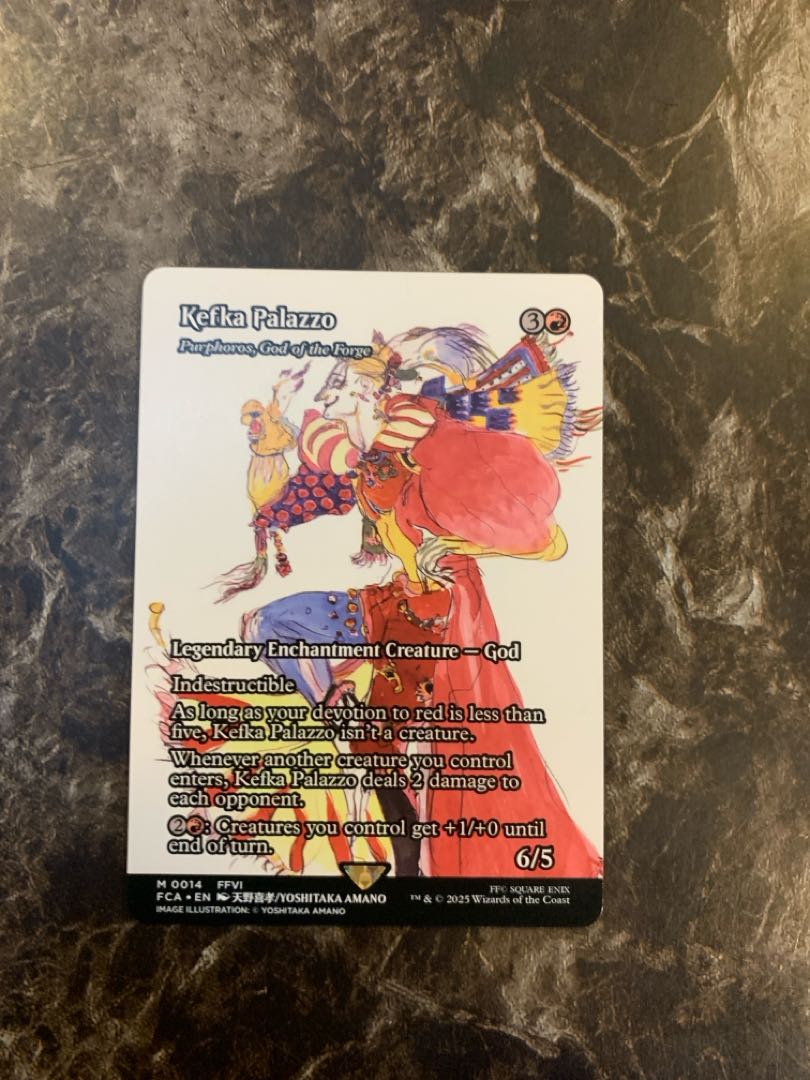 Kefka Palazzo 3
Purphoros, God of the Forge
Legendary Enchantment Creature — God
Indestructible
As long as your devotion to red is less than
five, Kefka Palazzo isn't a creature.
Whenever another creature you control
enters, Kefka Palazzo deals 2 damage to
each opponent.
2: Creatures you control get +1/+0 until
end of turn.
6/5
M 0014 FFVI
FCA • EN 天野喜孝/YOSHITAKA AMANO
IMAGE ILLUSTRATION: © YOSHITAKA AMANO
FF© SQUARE ENIX
™ & © 2025 Wizards of the Coast